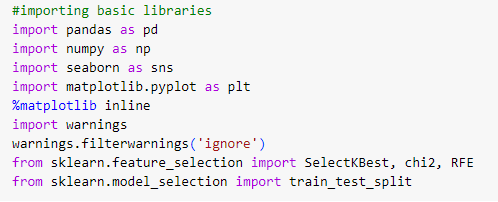 #importing basic libraries
import pandas as pd
import numpy as np
import seaborn as sns
import matplotlib.pyplot as plt
%matplotlib inline
import warnings
warnings.filterwarnings('ignore')
from sklearn.feature_selection import SelectKBest, chi2, RFE
from sklearn.model_selection import train_test_split